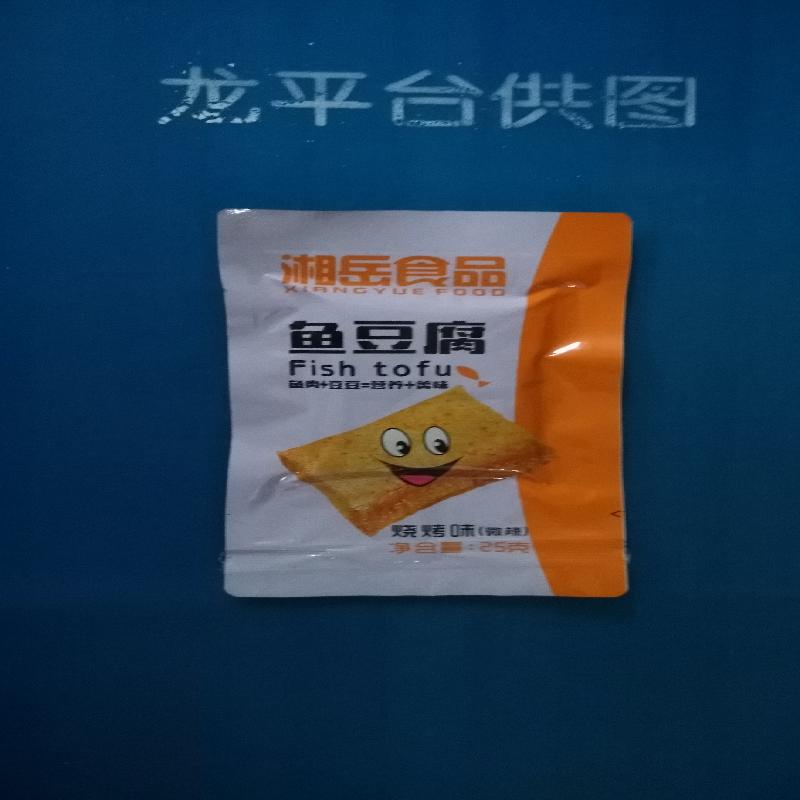 龙平台供图
湘岳食品
XIANGYUE FOOD
鱼豆腐
Fish tofu
鱼肉+豆豆=营养+美味
烧烤味(微辣)
净含量:25克